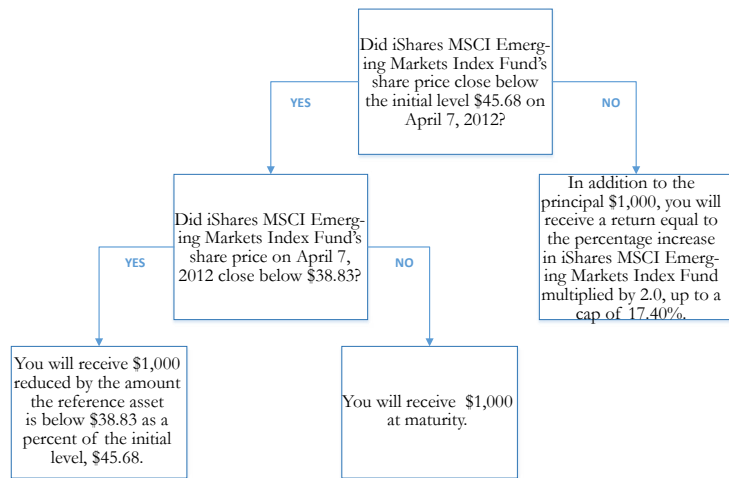 Did iShares MSCI Emerg-
ing Markets Index Fund's
share price close below
the initial level $45.68 on
April 7, 2012?
YES
NO
Did iShares MSCI Emerg-
ing Markets Index Fund's
share price on April 7,
2012 close below $38.83?
In addition to the
principal $1,000, you will
receive a return equal to
the percentage increase
in iShares MSCI Emerg-
ing Markets Index Fund
multiplied by 2.0, up to a
cap of 17.40%.
YES
NO
You will receive $1,000
reduced by the amount
the reference asset
is below $38.83 as a
percent of the initial
level, $45.68.
You will receive $1,000
at maturity.